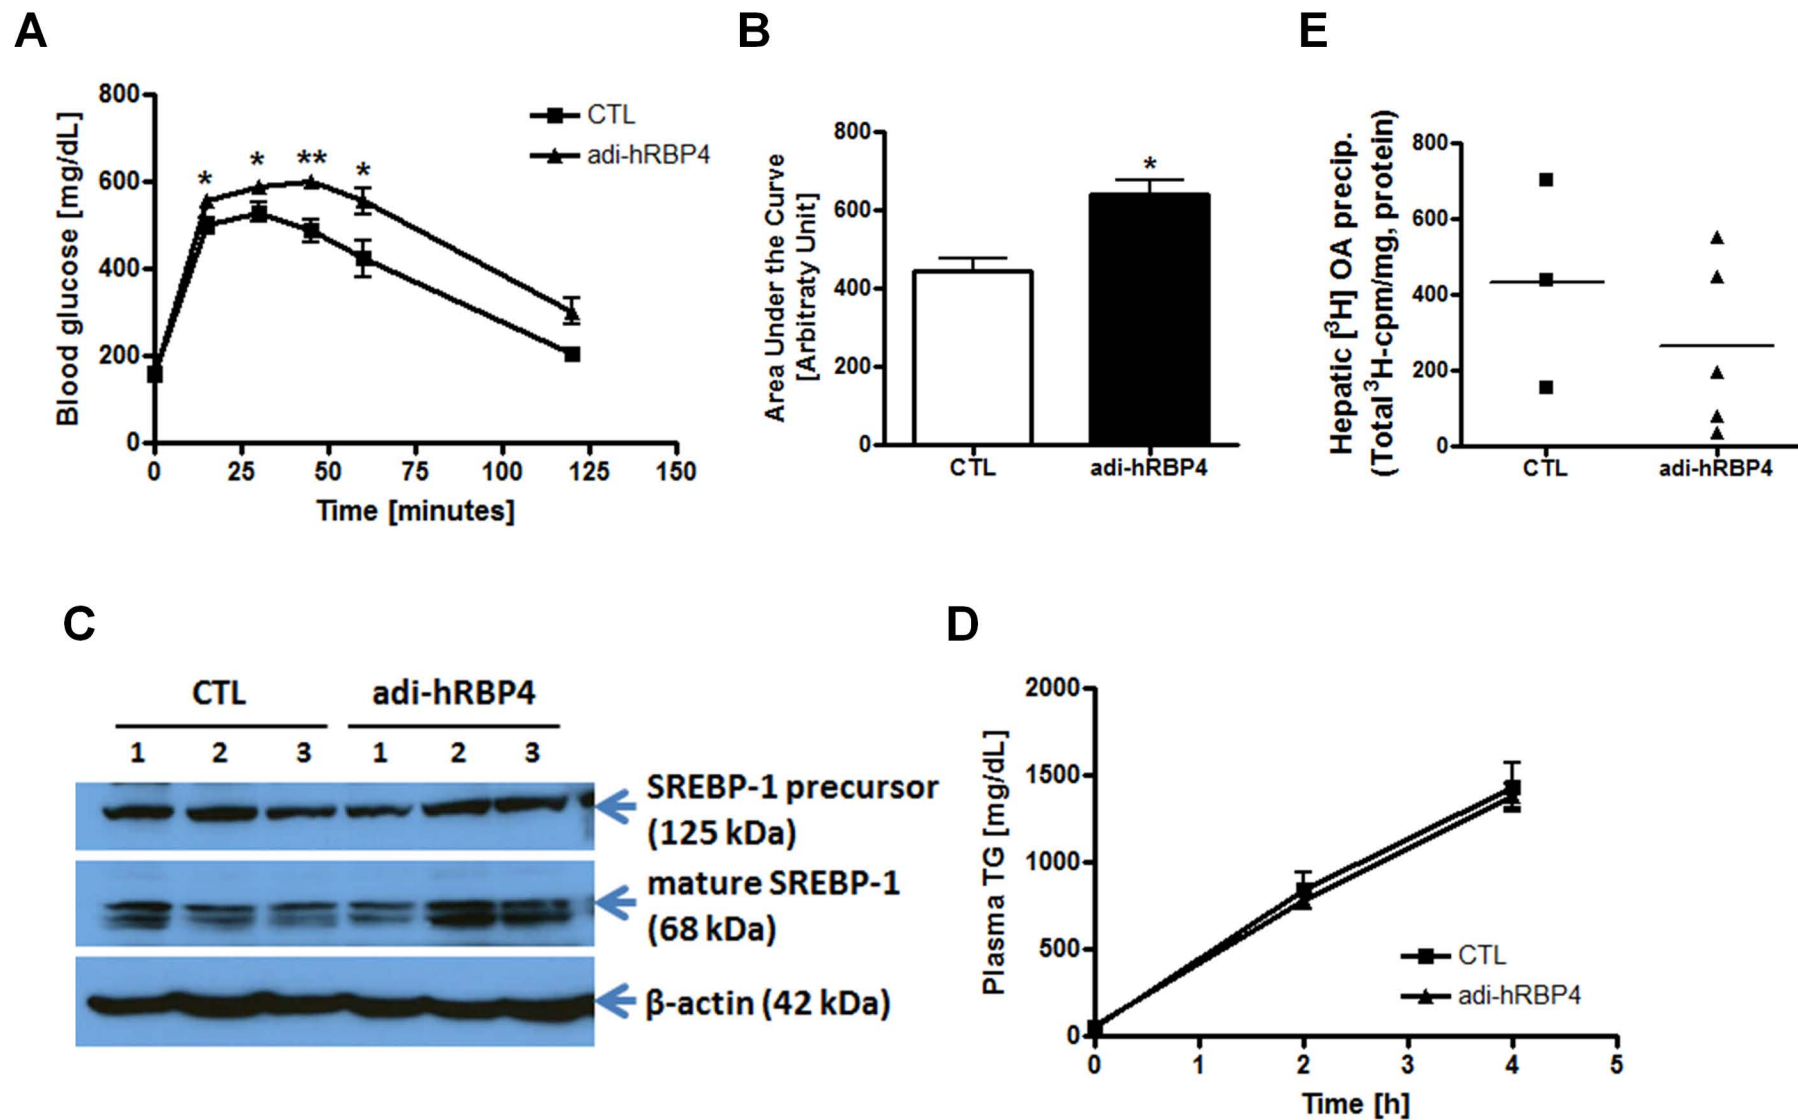 A
Blood glucose [mg/dL]
800
600
400
200
0
* * ** *
CTL
adi-hRBP4
0 25 50 75 100 125 150
Time [minutes]
B
Area Under the Curve
[Arbitraty Unit]
800
600
400
200
0
*
CTL adi-hRBP4
E
Hepatic [³H] OA precip.
(Total ³H-cpm/mg, protein)
800
600
400
200
0
CTL adi-hRBP4
C
CTL adi-hRBP4
1 2 3 1 2 3
SREBP-1 precursor
(125 kDa)
mature SREBP-1
(68 kDa)
β-actin (42 kDa)
D
Plasma TG [mg/dL]
2000
1500
1000
500
0
CTL
adi-hRBP4
0 1 2 3 4 5
Time [h]